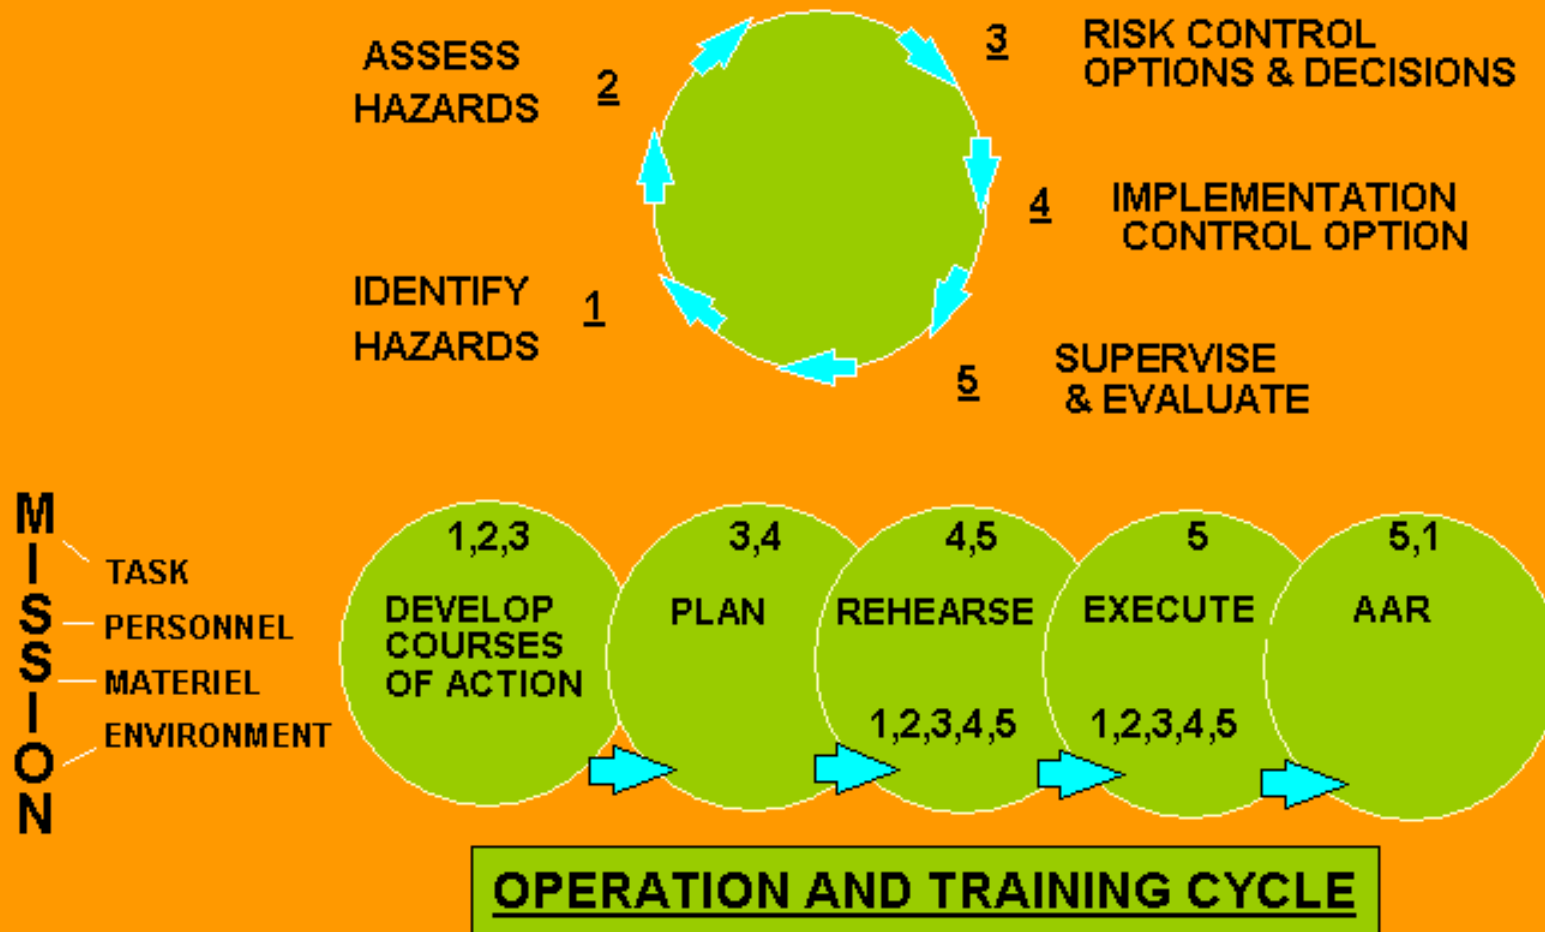 ASSESS
HAZARDS
2
3
RISK CONTROL
OPTIONS & DECISIONS
4
IMPLEMENTATION
CONTROL OPTION
IDENTIFY
HAZARDS
1
5
SUPERVISE
& EVALUATE
MISSION
TASK
PERSONNEL
MATERIEL
ENVIRONMENT
1,2,3
DEVELOP
COURSES
OF ACTION
3,4
PLAN
4,5
REHEARSE
1,2,3,4,5
5
EXECUTE
1,2,3,4,5
5,1
AAR
OPERATION AND TRAINING CYCLE